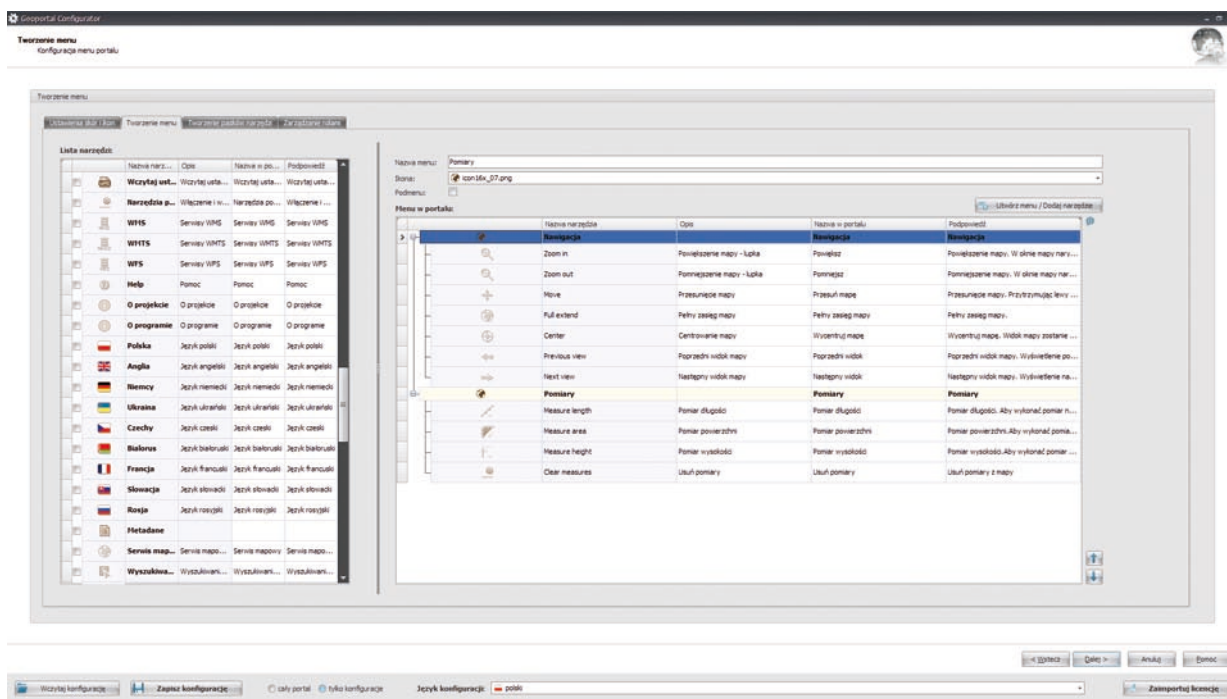 Geoportal Configurator
Tworzenie menu
Konfiguracja menu portalu
Tworzenie menu
Ustawienia skór i ikon Tworzenie menu Tworzenie pasków narzędzi Zarządzanie rolami
Lista narzędzi:
Nazwa narz... Opis Nazwa w po... Podpowiedź
Wczytaj ust... Wczytaj usta... Wczytaj usta... Wczytaj usta...
Narzędzia p... Włączenie i w... Narzędzia po... Włączenie i ...
WMS Serwisy WMS Serwisy WMS Serwisy WMS
WMTS Serwisy WMTS Serwisy WMTS Serwisy WMTS
WFS Serwisy WFS Serwisy WFS Serwisy WFS
Help Pomoc Pomoc Pomoc
O projekcie O projekcie O projekcie O projekcie
O programie O programie O programie O programie
Polska Język polski Język polski Język polski
Anglia Język angielski Język angielski Język angielski
Niemcy Język niemiecki Język niemiecki Język niemiecki
Ukraina Język ukraiński Język ukraiński Język ukraiński
Czechy Język czeski Język czeski Język czeski
Białorus Język białoruski Język białoruski Język białoruski
Francja Język francuski Język francuski Język francuski
Słowacja Język słowacki Język słowacki Język słowacki
Rosja Język rosyjski Język rosyjski Język rosyjski
Metadane
Serwis map... Serwis mapo... Serwis mapowy Serwis mapo...
Wyszukiwa... Wyszukiwani... Wyszukiwani... Wyszukiwani...
Nazwa menu: Pomiary
Ikona: icon16x_07.png
Podmenu:
Utwórz menu / Dodaj narzędzie
Menu w portalu:
Nazwa narzędzia Opis Nazwa w portalu Podpowiedź
Nawigacja Nawigacja Nawigacja
Zoom in Powiększenie mapy - lupka Powiększ Powiększenie mapy. W oknie mapy nary...
Zoom out Pomniejszenie mapy - lupka Pomniejsz Pomniejszenie mapy. W oknie mapy nar...
Move Przesunięcie mapy Przesuń mapę Przesunięcie mapy. Przytrzymując lewy ...
Full extend Pełny zasięg mapy Pełny zasięg mapy Pełny zasięg mapy.
Center Centrowanie mapy Wycentruj mapę Wycentruj mapę. Widok mapy zostanie ...
Previous view Poprzedni widok mapy Poprzedni widok Poprzedni widok mapy. Wyświetlenie po...
Next view Następny widok mapy Następny widok Następny widok mapy. Wyświetlenie na...
Pomiary Pomiary Pomiary
Measure length Pomiar długości Pomiar długości Pomiar długości. Aby wykonać pomiar n...
Measure area Pomiar powierzchni Pomiar powierzchni Pomiar powierzchni.Aby wykonać pomia...
Measure height Pomiar wysokości Pomiar wysokości Pomiar wysokości.Aby wykonać pomiar ...
Clear measures Usuń pomiary Usuń pomiary Usuń pomiary z mapy
< Wstecz Dalej > Anuluj Pomoc
Wczytaj konfigurację Zapisz konfigurację cały portal tylko konfiguracje Język konfiguracji: polski Zaimportuj licencję